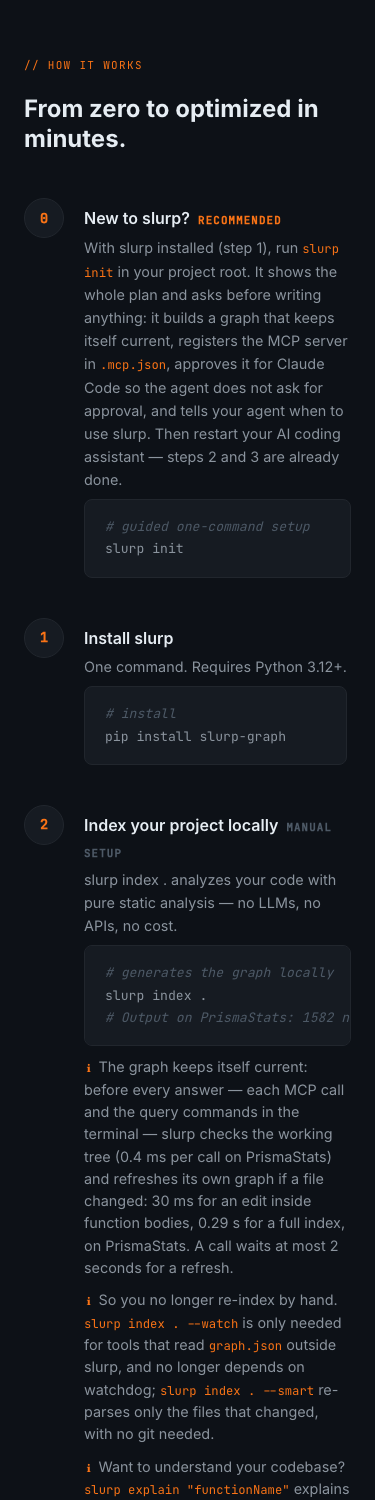 // HOW IT WORKS
From zero to optimized in
minutes.
0
New to slurp? RECOMMENDED
With slurp installed (step 1), run slurp
init in your project root. It shows the
whole plan and asks before writing
anything: it builds a graph that keeps
itself current, registers the MCP server
in .mcp.json, approves it for Claude
Code so the agent does not ask for
approval, and tells your agent when to
use slurp. Then restart your AI coding
assistant — steps 2 and 3 are already
done.
# guided one-command setup
slurp init
1
Install slurp
One command. Requires Python 3.12+.
# install
pip install slurp-graph
2
Index your project locally MANUAL
SETUP
slurp index . analyzes your code with
pure static analysis — no LLMs, no
APIs, no cost.
# generates the graph locally
slurp index .
# Output on PrismaStats: 1582 n
ℹ The graph keeps itself current:
before every answer — each MCP call
and the query commands in the
terminal — slurp checks the working
tree (0.4 ms per call on PrismaStats)
and refreshes its own graph if a file
changed: 30 ms for an edit inside
function bodies, 0.29 s for a full index,
on PrismaStats. A call waits at most 2
seconds for a refresh.
ℹ So you no longer re-index by hand.
slurp index . --watch is only needed
for tools that read graph.json outside
slurp, and no longer depends on
watchdog; slurp index . --smart re-
parses only the files that changed,
with no git needed.
ℹ Want to understand your codebase?
slurp explain "functionName" explains